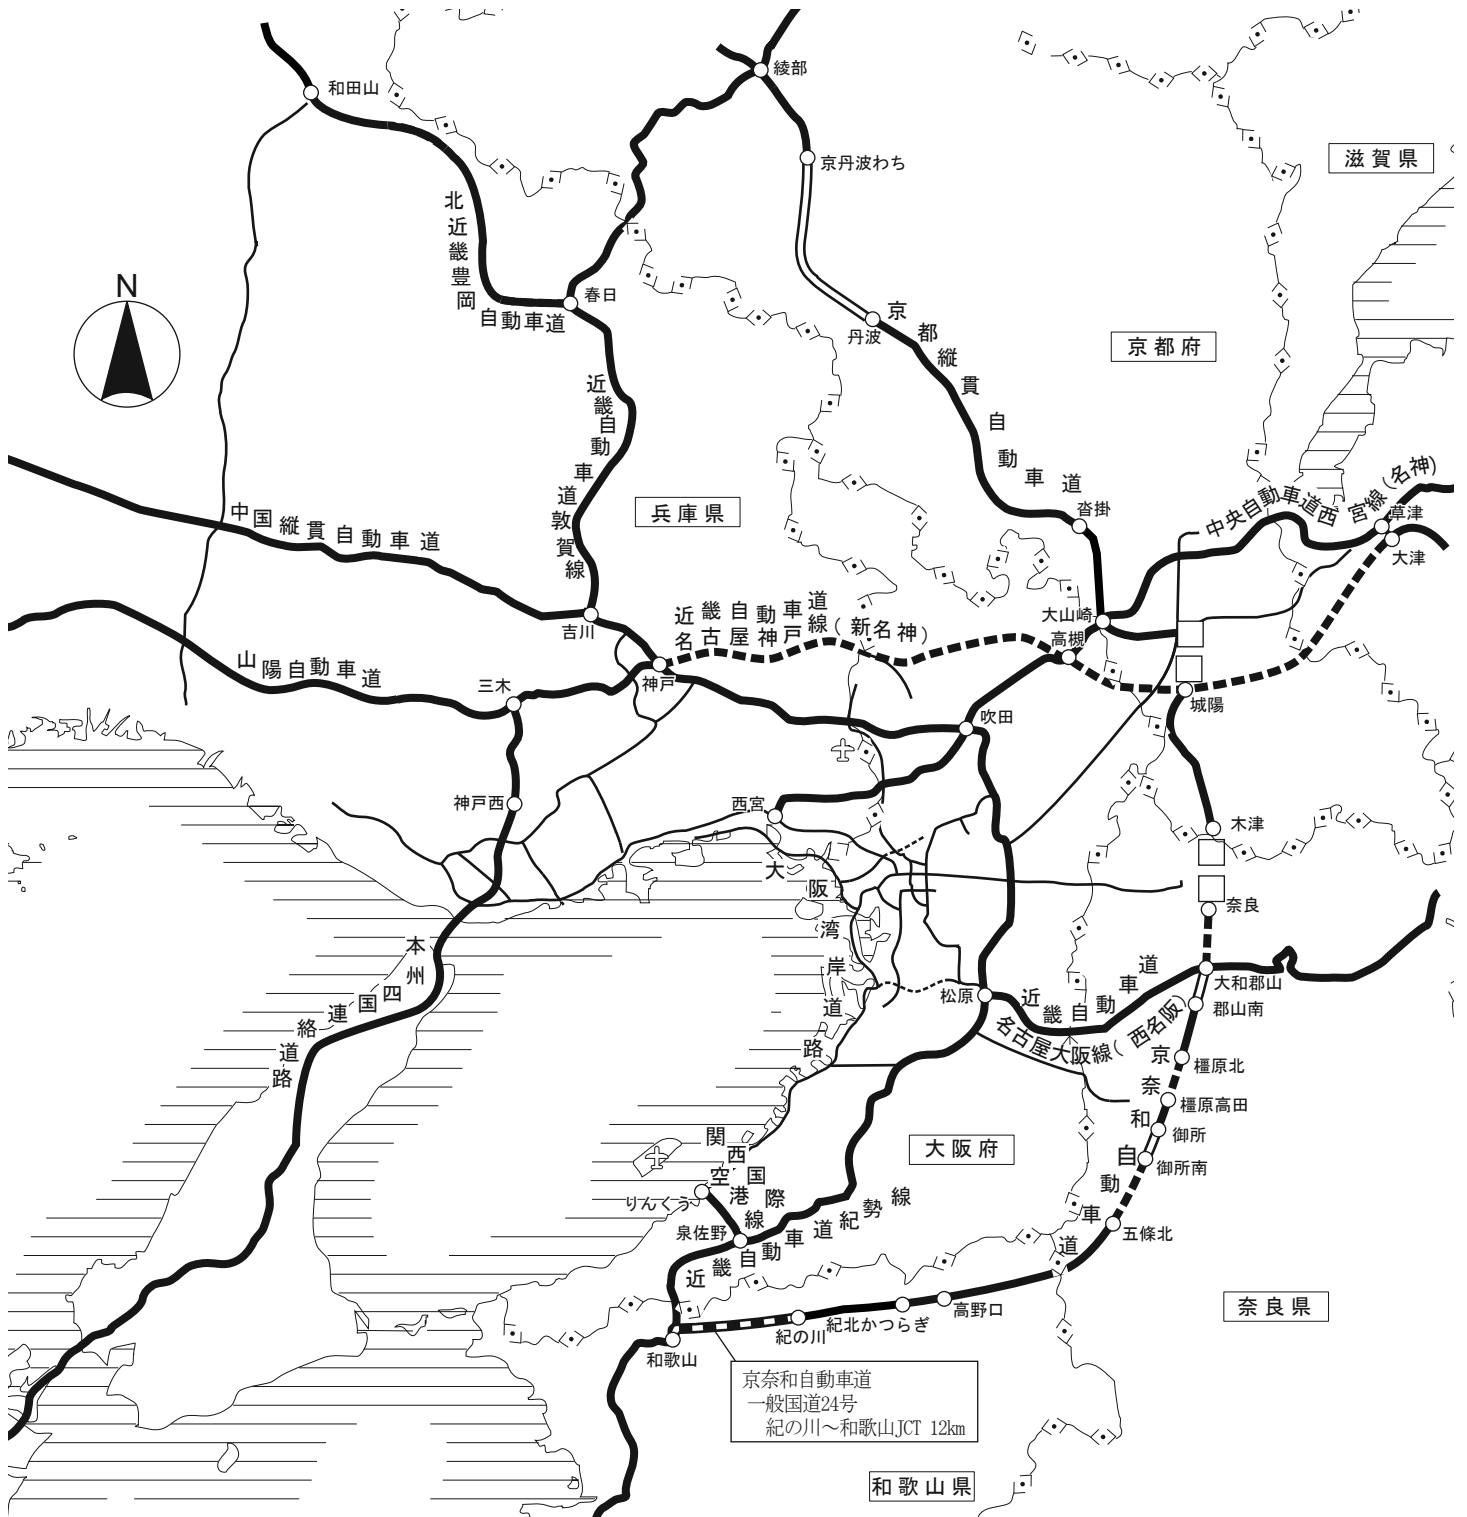 和田山
綾部
京丹波わち
滋賀県
北近畿豊岡自動車道
N
春日
丹波
京都府
京都縦貫自動車道
近畿自動車道敦賀線
兵庫県
沓掛
中央自動車道西宮線(名神)
草津
大津
中国縦貫自動車道
吉川
近畿自動車道
名古屋神戸線(新名神)
大山崎
高槻
山陽自動車道
三木
神戸
城陽
吹田
神戸西
西宮
木津
大阪湾岸道路
奈良
本州四国連絡道路
松原
近畿自動車道
名古屋大阪線(西名阪)
大和郡山
郡山南
橿原北
橿原高田
京奈和自動車道
御所
御所南
大阪府
関西国際空港線
りんくう
泉佐野
近畿自動車道紀勢線
五條北
高野口
紀北かつらぎ
紀の川
和歌山
奈良県
京奈和自動車道
一般国道24号
紀の川～和歌山JCT 12km
和歌山県